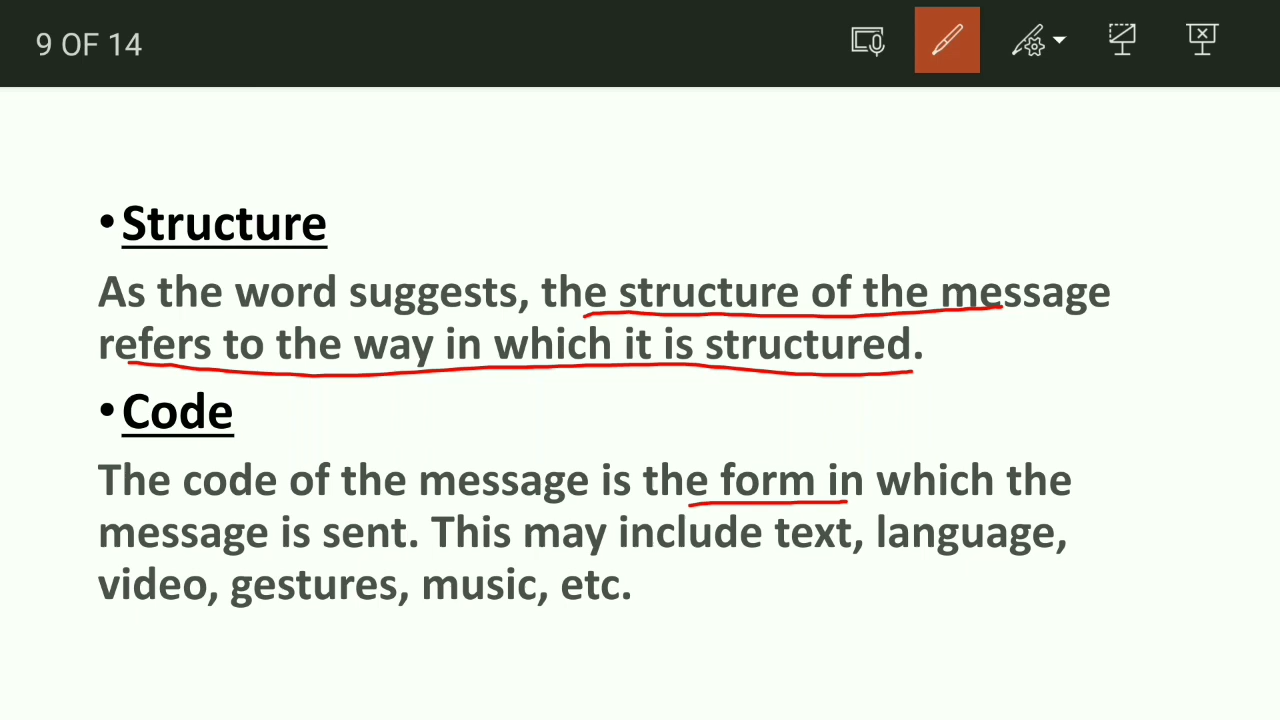 9 OF 14
•Structure
As the word suggests, the structure of the message
refers to the way in which it is structured.
•Code
The code of the message is the form in which the
message is sent. This may include text, language,
video, gestures, music, etc.